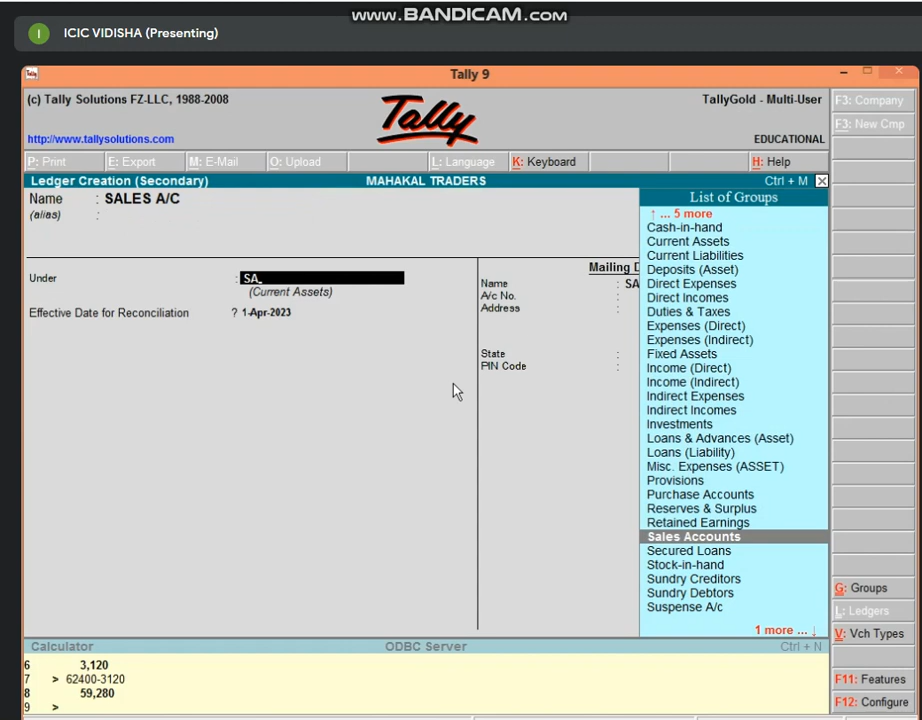 www.BANDICAM.com
I ICIC VIDISHA (Presenting)
Tally Tally 9
(c) Tally Solutions FZ-LLC, 1988-2008 Tally TallyGold - Multi-User F3: Company
F3: New Cmp
http://www.tallysolutions.com EDUCATIONAL
P: Print E: Export M: E-Mail O: Upload L: Language K: Keyboard H: Help
Ledger Creation (Secondary) MAHAKAL TRADERS Ctrl + M
Name : SALES A/C
(alias) :
Under : SA
(Current Assets)
Effective Date for Reconciliation ? 1-Apr-2023
Mailing D
Name : SA
A/c No. :
Address :
State :
PIN Code :
List of Groups
↑ ... 5 more
Cash-in-hand
Current Assets
Current Liabilities
Deposits (Asset)
Direct Expenses
Direct Incomes
Duties & Taxes
Expenses (Direct)
Expenses (Indirect)
Fixed Assets
Income (Direct)
Income (Indirect)
Indirect Expenses
Indirect Incomes
Investments
Loans & Advances (Asset)
Loans (Liability)
Misc. Expenses (ASSET)
Provisions
Purchase Accounts
Reserves & Surplus
Retained Earnings
Sales Accounts
Secured Loans
Stock-in-hand
Sundry Creditors
Sundry Debtors
Suspense A/c
1 more ... ↓
G: Groups
L: Ledgers
V: Vch Types
F11: Features
F12: Configure
Calculator ODBC Server Ctrl + N
6 3,120
7 > 62400-3120
8 59,280
9 >